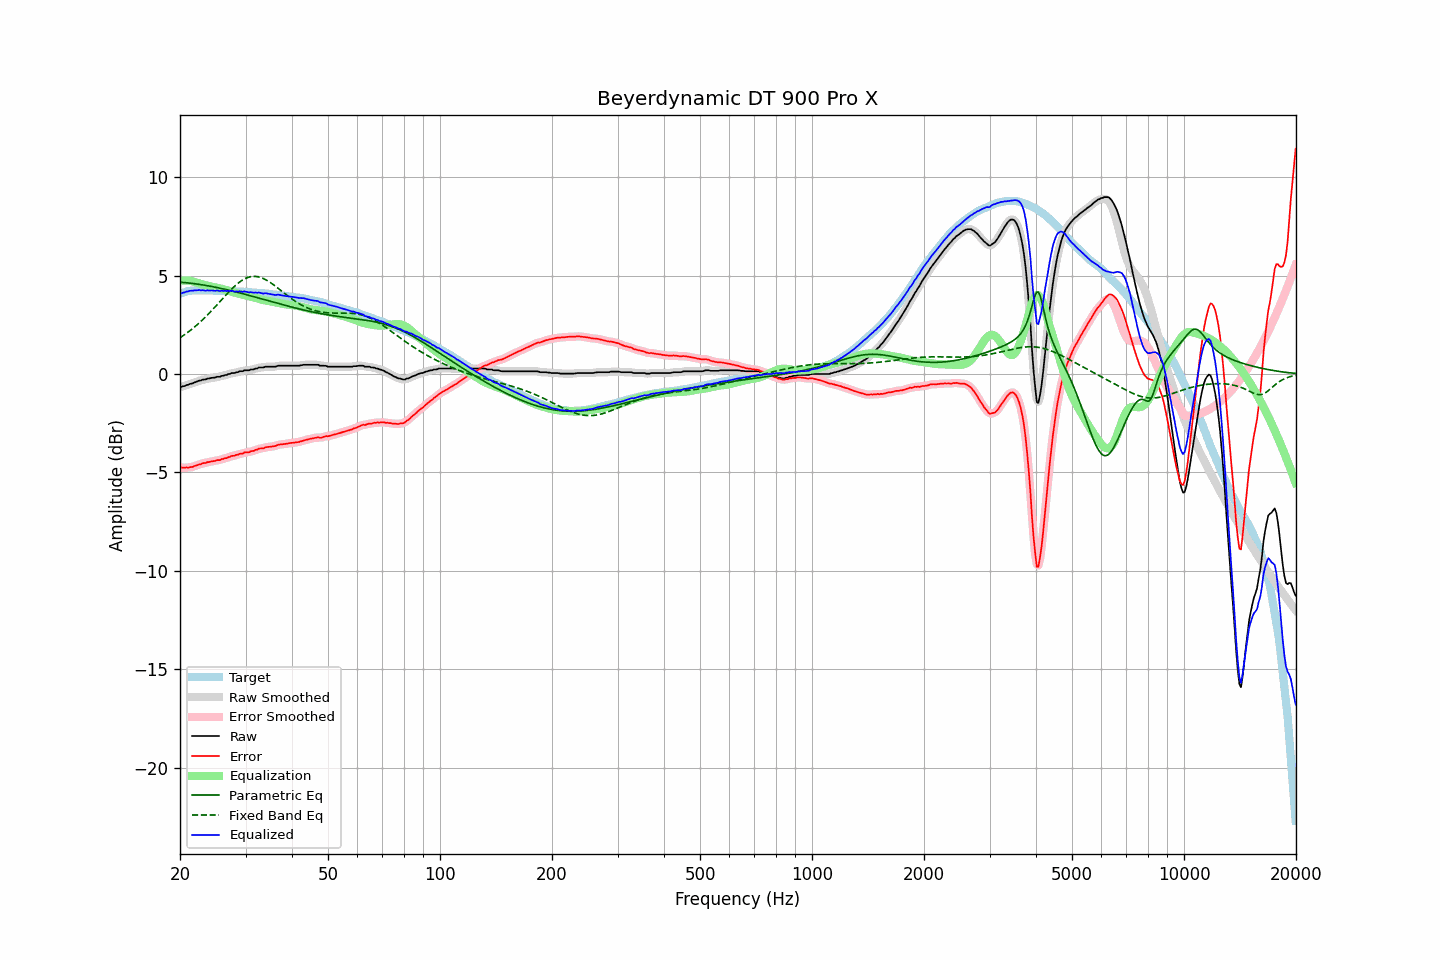 Beyerdynamic DT 900 Pro X
10
5
0
−5
−10
−15
−20
Amplitude (dBr)
Target
Raw Smoothed
Error Smoothed
Raw
Error
Equalization
Parametric Eq
Fixed Band Eq
Equalized
20 50 100 200 500 1000 2000 5000 10000 20000
Frequency (Hz)